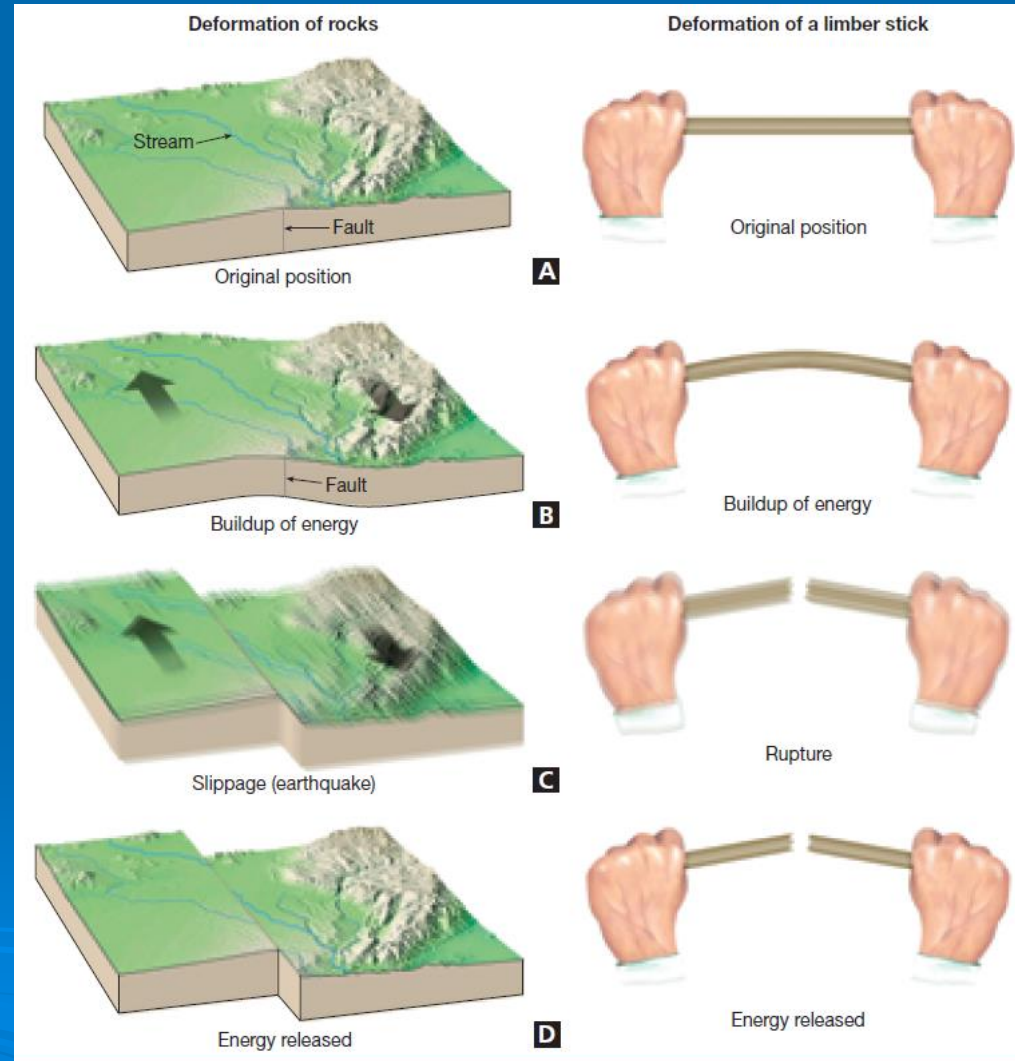 Deformation of rocks
Deformation of a limber stick
Stream
Fault
Original position
Original position
A
Fault
Buildup of energy
Buildup of energy
B
Slippage (earthquake)
Rupture
C
Energy released
Energy released
D